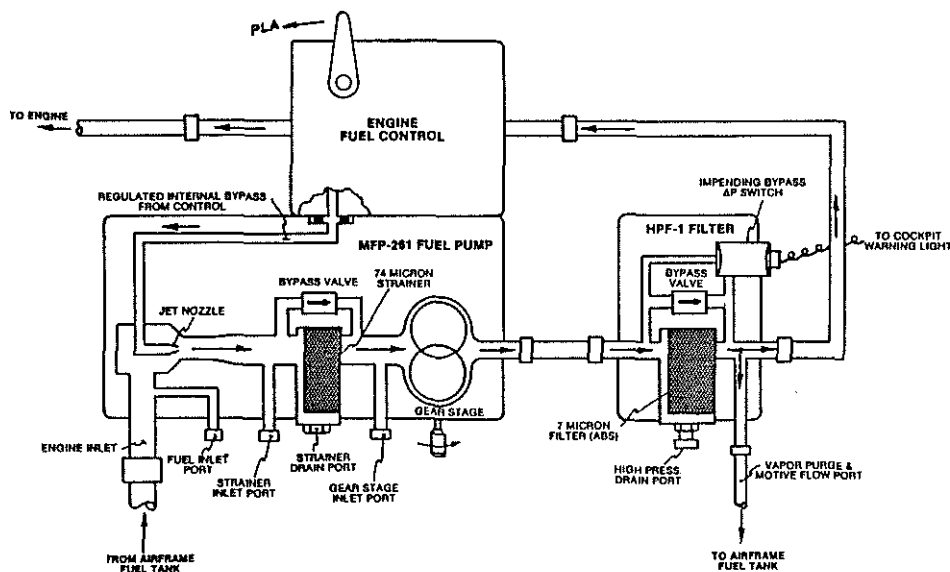 PLA
TO ENGINE
ENGINE
FUEL CONTROL
REGULATED INTERNAL BYPASS
FROM CONTROL
IMPENDING BYPASS
ΔP SWITCH
MFP-261 FUEL PUMP
HPF-1 FILTER
TO COCKPIT
WARNING LIGHT
74 MICRON
STRAINER
BYPASS VALVE
BYPASS
VALVE
JET NOZZLE
GEAR STAGE
ENGINE INLET
FUEL INLET
PORT
STRAINER
INLET PORT
STRAINER
DRAIN PORT
GEAR STAGE
INLET PORT
7 MICRON
FILTER (ABS)
HIGH PRESS.
DRAIN PORT
VAPOR PURGE &
MOTIVE FLOW PORT
FROM AIRFRAME
FUEL TANK
TO AIRFRAME
FUEL TANK